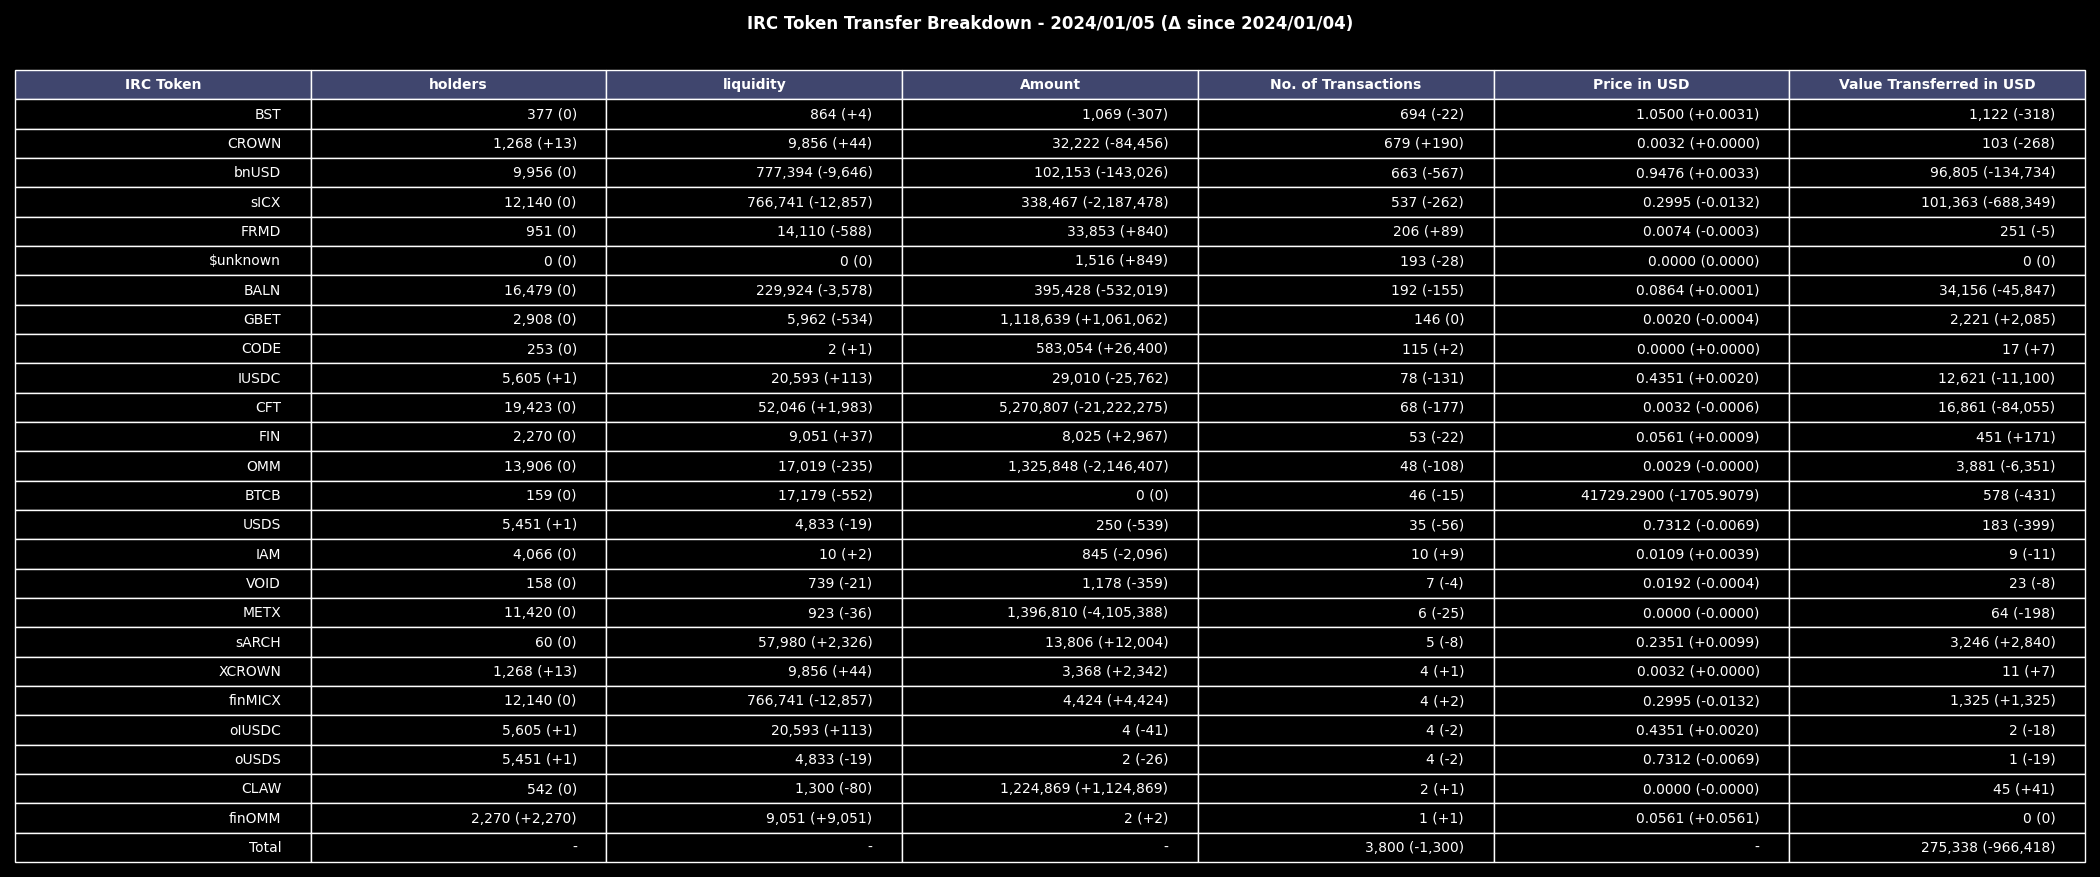 IRC Token Transfer Breakdown - 2024/01/05 (Δ since 2024/01/04)
IRC Token holders liquidity Amount No. of Transactions Price in USD Value Transferred in USD
BST 377 (0) 864 (+4) 1,069 (-307) 694 (-22) 1.0500 (+0.0031) 1,122 (-318)
CROWN 1,268 (+13) 9,856 (+44) 32,222 (-84,456) 679 (+190) 0.0032 (+0.0000) 103 (-268)
bnUSD 9,956 (0) 777,394 (-9,646) 102,153 (-143,026) 663 (-567) 0.9476 (+0.0033) 96,805 (-134,734)
sICX 12,140 (0) 766,741 (-12,857) 338,467 (-2,187,478) 537 (-262) 0.2995 (-0.0132) 101,363 (-688,349)
FRMD 951 (0) 14,110 (-588) 33,853 (+840) 206 (+89) 0.0074 (-0.0003) 251 (-5)
$unknown 0 (0) 0 (0) 1,516 (+849) 193 (-28) 0.0000 (0.0000) 0 (0)
BALN 16,479 (0) 229,924 (-3,578) 395,428 (-532,019) 192 (-155) 0.0864 (+0.0001) 34,156 (-45,847)
GBET 2,908 (0) 5,962 (-534) 1,118,639 (+1,061,062) 146 (0) 0.0020 (-0.0004) 2,221 (+2,085)
CODE 253 (0) 2 (+1) 583,054 (+26,400) 115 (+2) 0.0000 (+0.0000) 17 (+7)
IUSDC 5,605 (+1) 20,593 (+113) 29,010 (-25,762) 78 (-131) 0.4351 (+0.0020) 12,621 (-11,100)
CFT 19,423 (0) 52,046 (+1,983) 5,270,807 (-21,222,275) 68 (-177) 0.0032 (-0.0006) 16,861 (-84,055)
FIN 2,270 (0) 9,051 (+37) 8,025 (+2,967) 53 (-22) 0.0561 (+0.0009) 451 (+171)
OMM 13,906 (0) 17,019 (-235) 1,325,848 (-2,146,407) 48 (-108) 0.0029 (-0.0000) 3,881 (-6,351)
BTCB 159 (0) 17,179 (-552) 0 (0) 46 (-15) 41729.2900 (-1705.9079) 578 (-431)
USDS 5,451 (+1) 4,833 (-19) 250 (-539) 35 (-56) 0.7312 (-0.0069) 183 (-399)
IAM 4,066 (0) 10 (+2) 845 (-2,096) 10 (+9) 0.0109 (+0.0039) 9 (-11)
VOID 158 (0) 739 (-21) 1,178 (-359) 7 (-4) 0.0192 (-0.0004) 23 (-8)
METX 11,420 (0) 923 (-36) 1,396,810 (-4,105,388) 6 (-25) 0.0000 (-0.0000) 64 (-198)
sARCH 60 (0) 57,980 (+2,326) 13,806 (+12,004) 5 (-8) 0.2351 (+0.0099) 3,246 (+2,840)
XCROWN 1,268 (+13) 9,856 (+44) 3,368 (+2,342) 4 (+1) 0.0032 (+0.0000) 11 (+7)
finMICX 12,140 (0) 766,741 (-12,857) 4,424 (+4,424) 4 (+2) 0.2995 (-0.0132) 1,325 (+1,325)
oIUSDC 5,605 (+1) 20,593 (+113) 4 (-41) 4 (-2) 0.4351 (+0.0020) 2 (-18)
oUSDS 5,451 (+1) 4,833 (-19) 2 (-26) 4 (-2) 0.7312 (-0.0069) 1 (-19)
CLAW 542 (0) 1,300 (-80) 1,224,869 (+1,124,869) 2 (+1) 0.0000 (-0.0000) 45 (+41)
finOMM 2,270 (+2,270) 9,051 (+9,051) 2 (+2) 1 (+1) 0.0561 (+0.0561) 0 (0)
Total - - - 3,800 (-1,300) - 275,338 (-966,418)